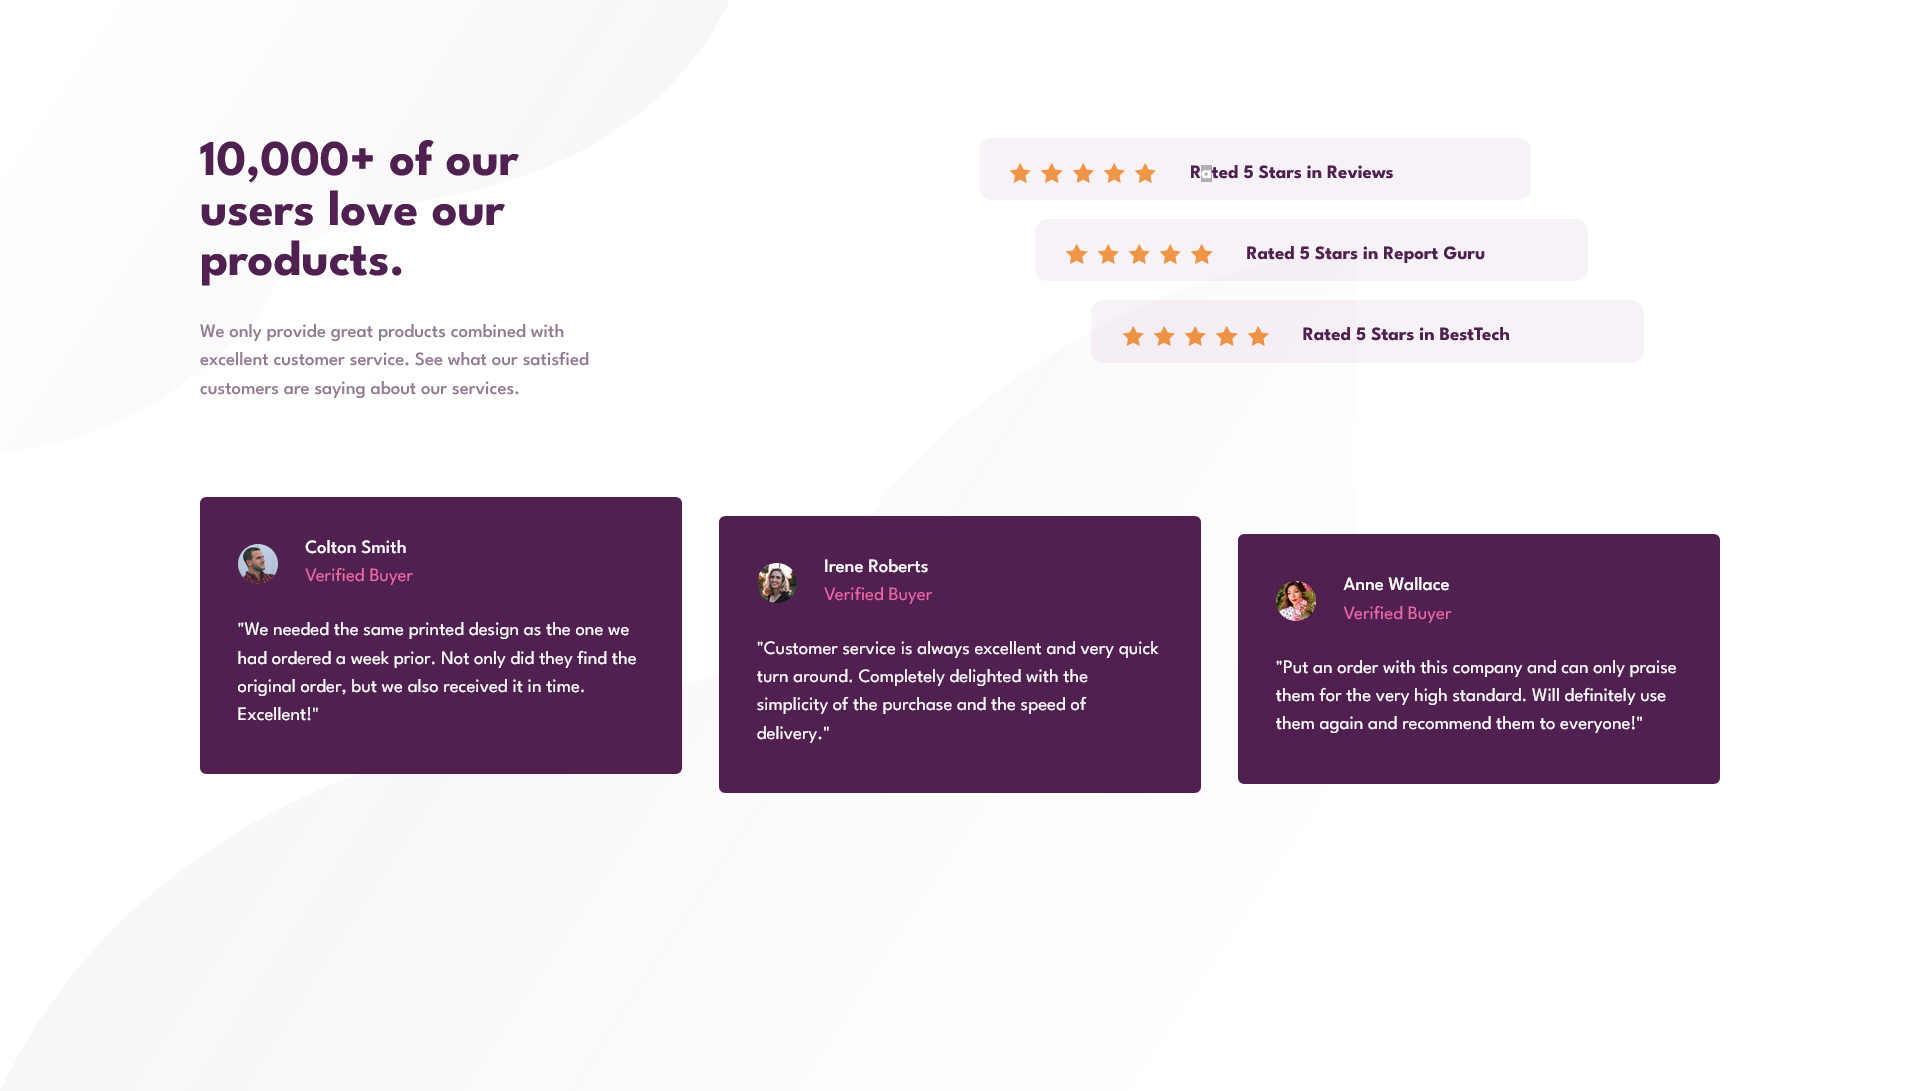 10,000+ of our
users love our
products.
We only provide great products combined with
excellent customer service. See what our satisfied
customers are saying about our services.
Rated 5 Stars in Reviews
Rated 5 Stars in Report Guru
Rated 5 Stars in BestTech
Colton Smith
Verified Buyer
"We needed the same printed design as the one we
had ordered a week prior. Not only did they find the
original order, but we also received it in time.
Excellent!"
Irene Roberts
Verified Buyer
"Customer service is always excellent and very quick
turn around. Completely delighted with the
simplicity of the purchase and the speed of
delivery."
Anne Wallace
Verified Buyer
"Put an order with this company and can only praise
them for the very high standard. Will definitely use
them again and recommend them to everyone!"